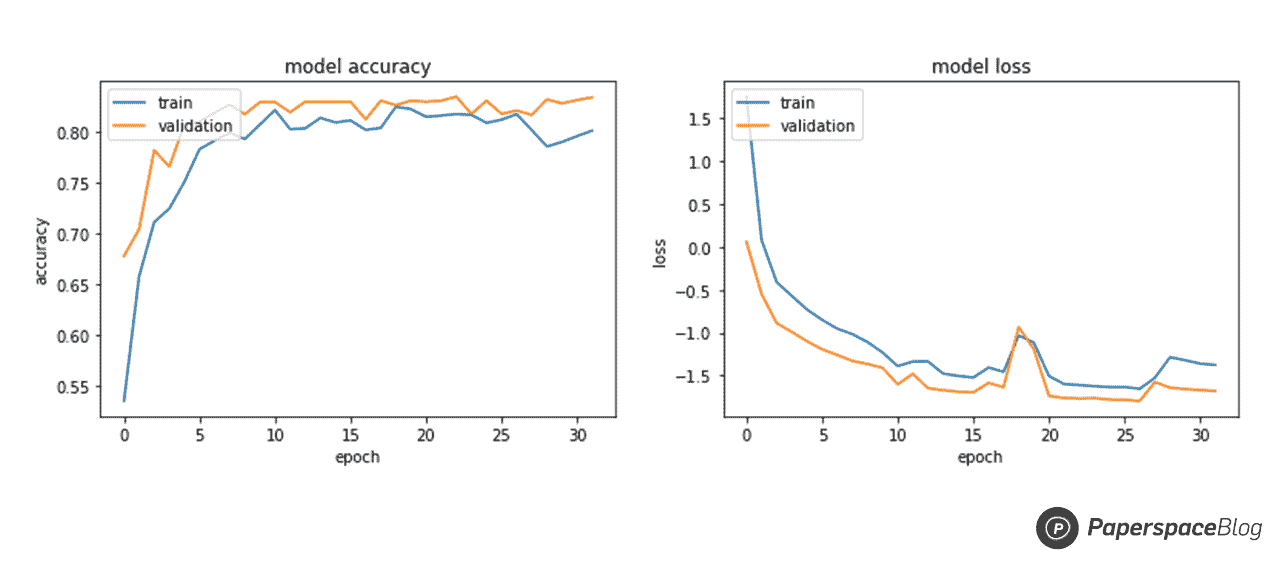 model accuracy
train
validation
0.80
0.75
0.70
0.65
0.60
0.55
accuracy
0 5 10 15 20 25 30
epoch
model loss
train
validation
1.5
1.0
0.5
0.0
−0.5
−1.0
−1.5
loss
0 5 10 15 20 25 30
epoch
P PaperspaceBlog